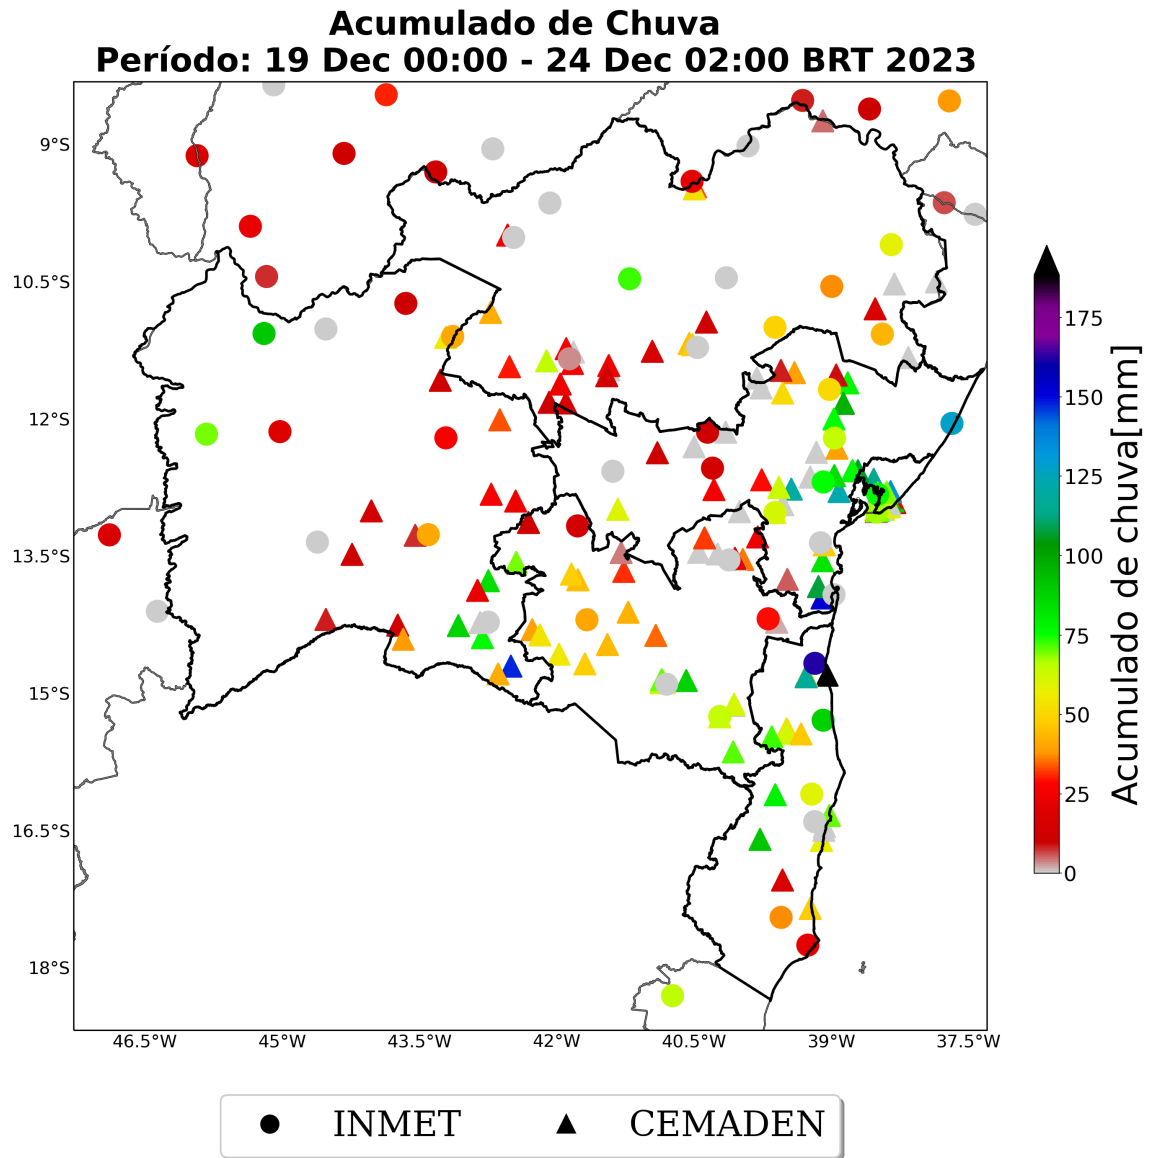 Acumulado de Chuva
Período: 19 Dec 00:00 - 24 Dec 02:00 BRT 2023
9°S
10.5°S
12°S
13.5°S
15°S
16.5°S
18°S
46.5°W
45°W
43.5°W
42°W
40.5°W
39°W
37.5°W
175
150
125
100
75
50
25
0
Acumulado de chuva[mm]
INMET
CEMADEN